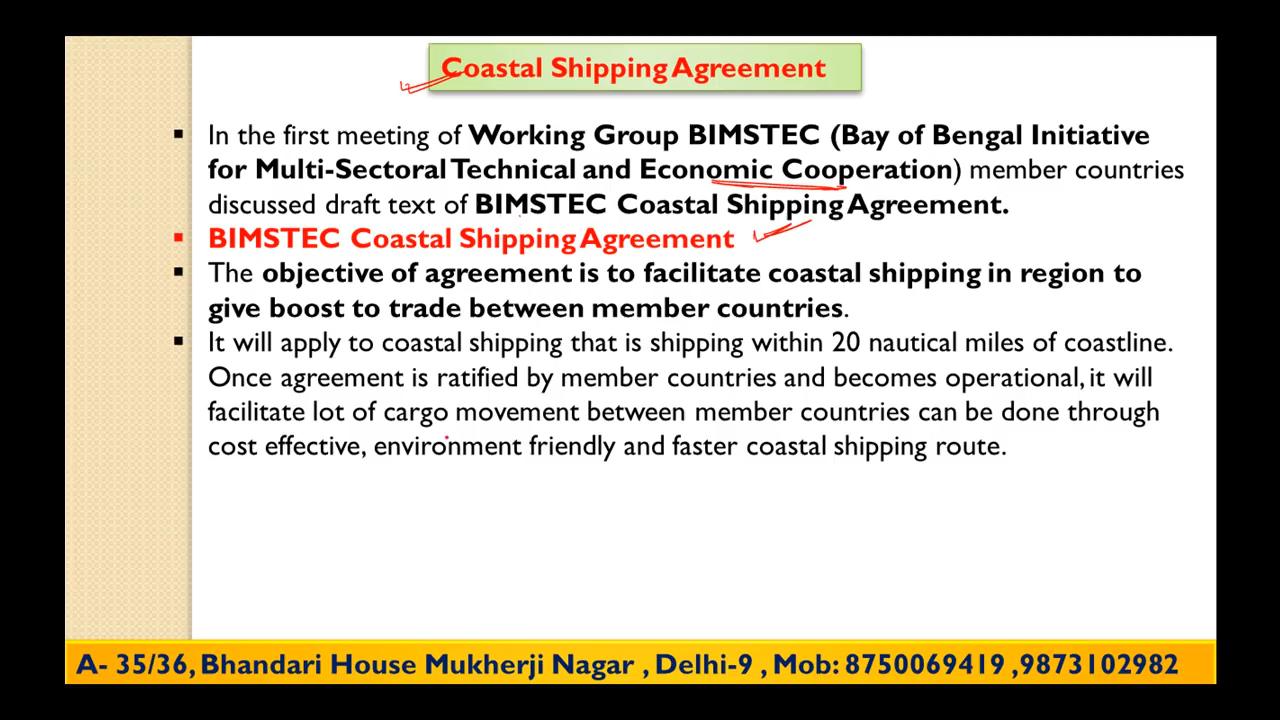 Coastal Shipping Agreement
▪ In the first meeting of Working Group BIMSTEC (Bay of Bengal Initiative
for Multi-Sectoral Technical and Economic Cooperation) member countries
discussed draft text of BIMSTEC Coastal Shipping Agreement.
▪ BIMSTEC Coastal Shipping Agreement
▪ The objective of agreement is to facilitate coastal shipping in region to
give boost to trade between member countries.
▪ It will apply to coastal shipping that is shipping within 20 nautical miles of coastline.
Once agreement is ratified by member countries and becomes operational, it will
facilitate lot of cargo movement between member countries can be done through
cost effective, environment friendly and faster coastal shipping route.
A- 35/36, Bhandari House Mukherji Nagar , Delhi-9 , Mob: 8750069419 ,9873102982